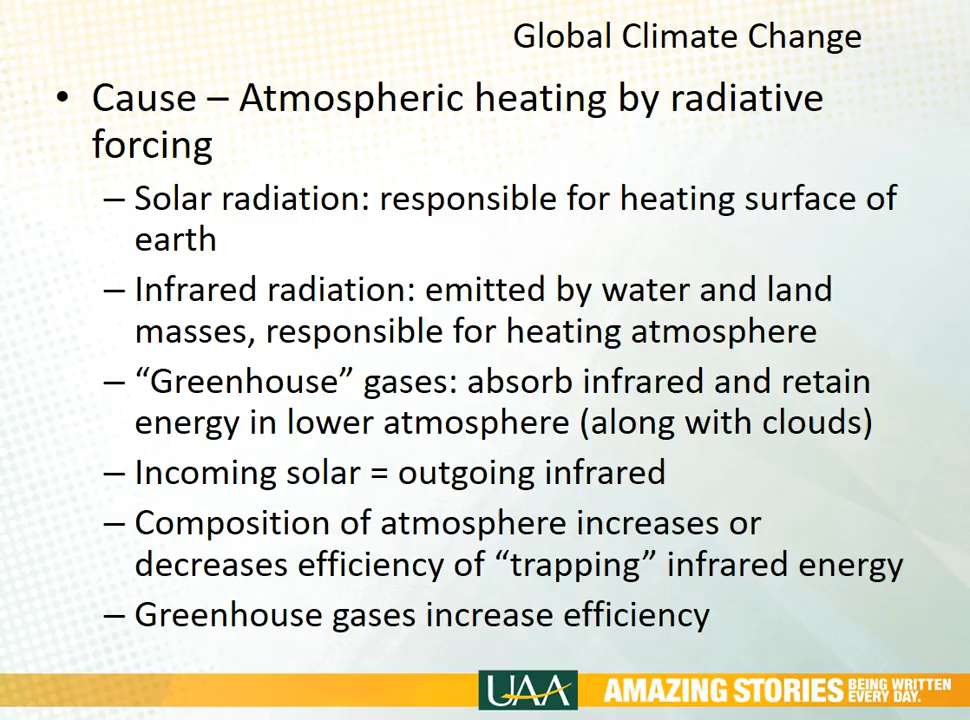 Global Climate Change
• Cause – Atmospheric heating by radiative
forcing
– Solar radiation: responsible for heating surface of
earth
– Infrared radiation: emitted by water and land
masses, responsible for heating atmosphere
– “Greenhouse” gases: absorb infrared and retain
energy in lower atmosphere (along with clouds)
– Incoming solar = outgoing infrared
– Composition of atmosphere increases or
decreases efficiency of “trapping” infrared energy
– Greenhouse gases increase efficiency
UAA AMAZING STORIES BEING WRITTEN
EVERY DAY.